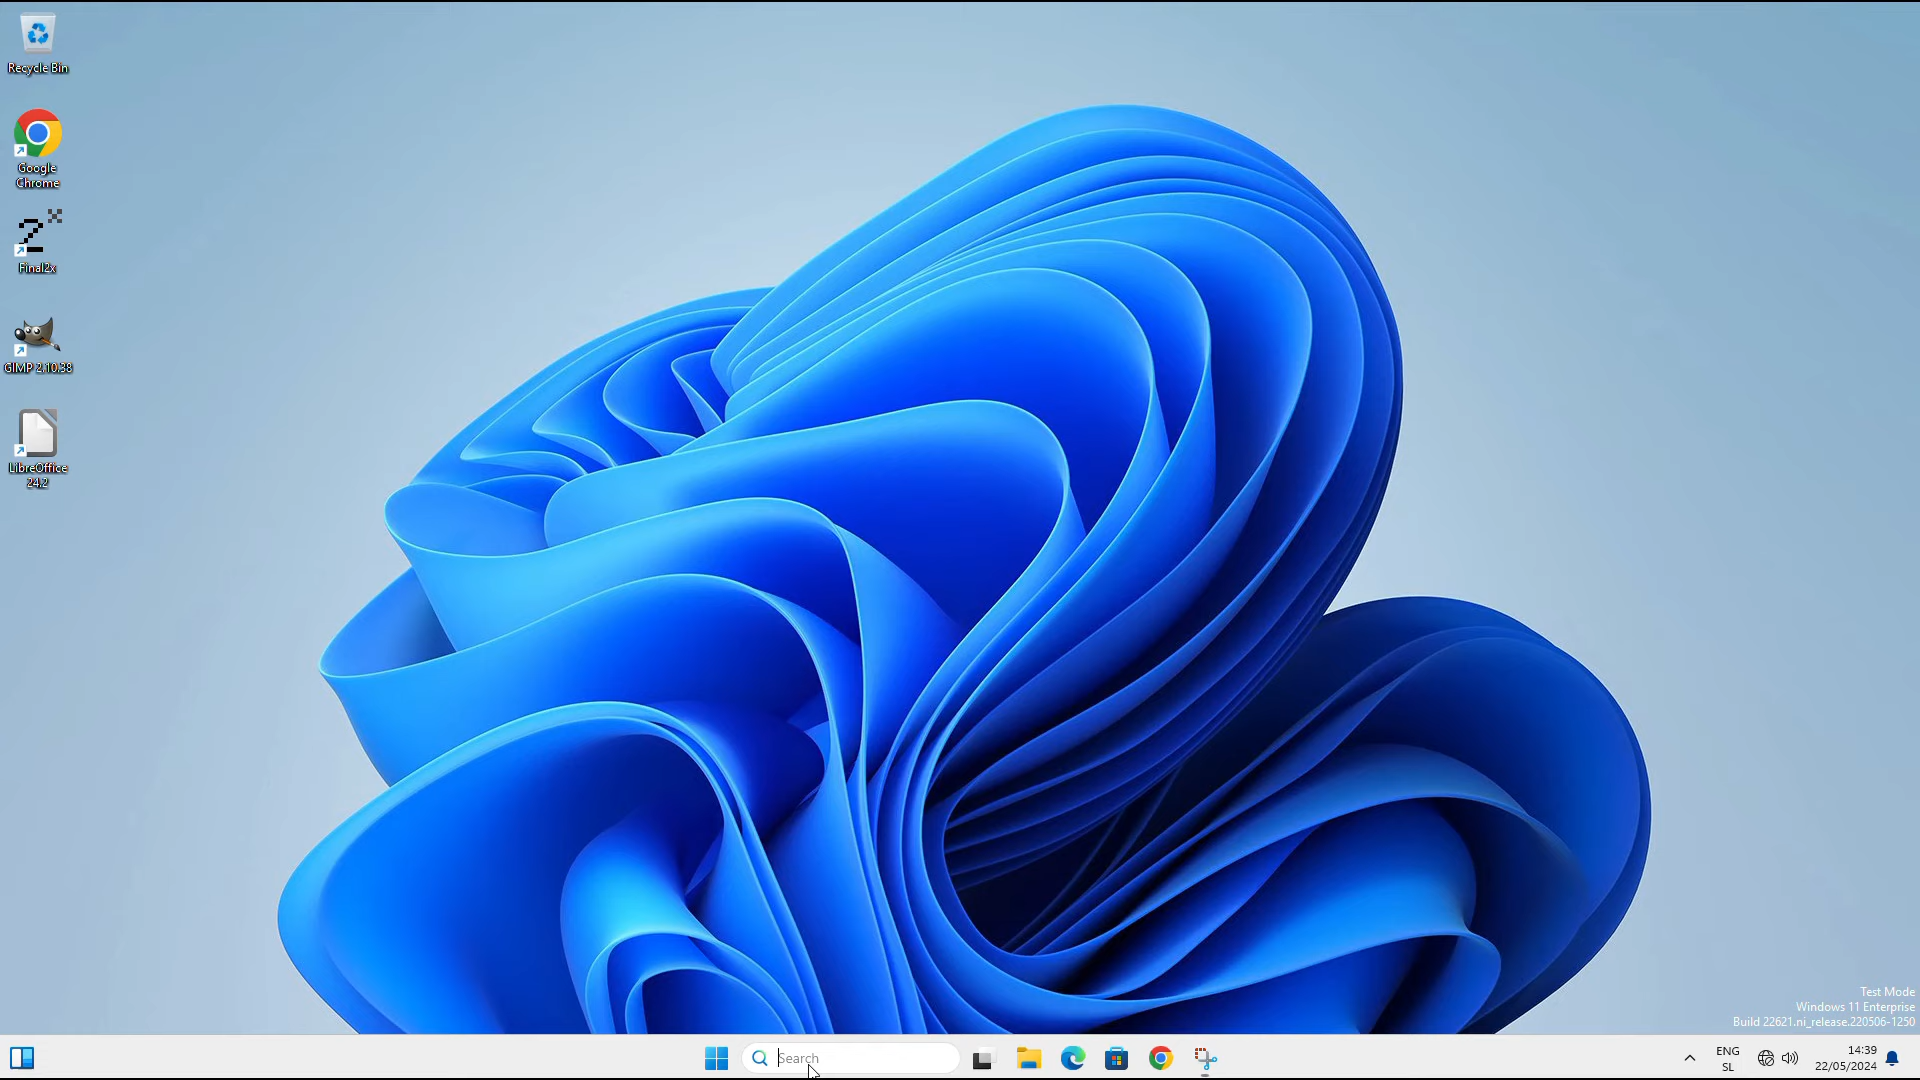 Recycle Bin
Google
Chrome
Final2x
GIMP 2.10.38
LibreOffice
24.2
Test Mode
Windows 11 Enterprise
Build 22621.ni_release.220506-1250
Search
ENG
SL
14:39
22/05/2024